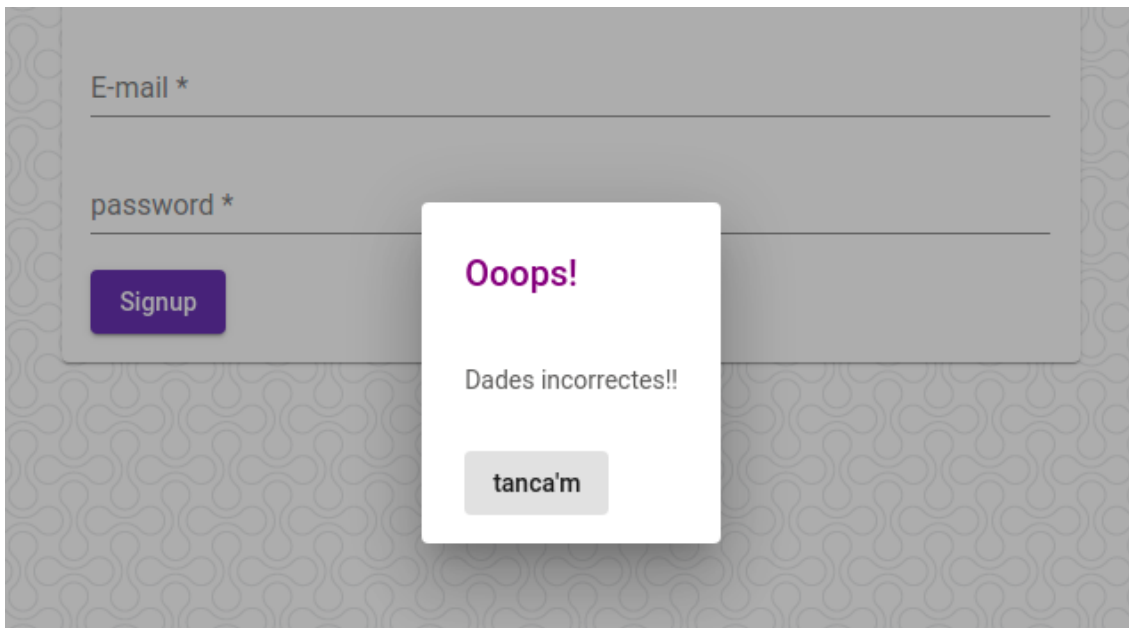 E-mail *
password *
Signup
Ooops!
Dades incorrectes!!
tanca'm